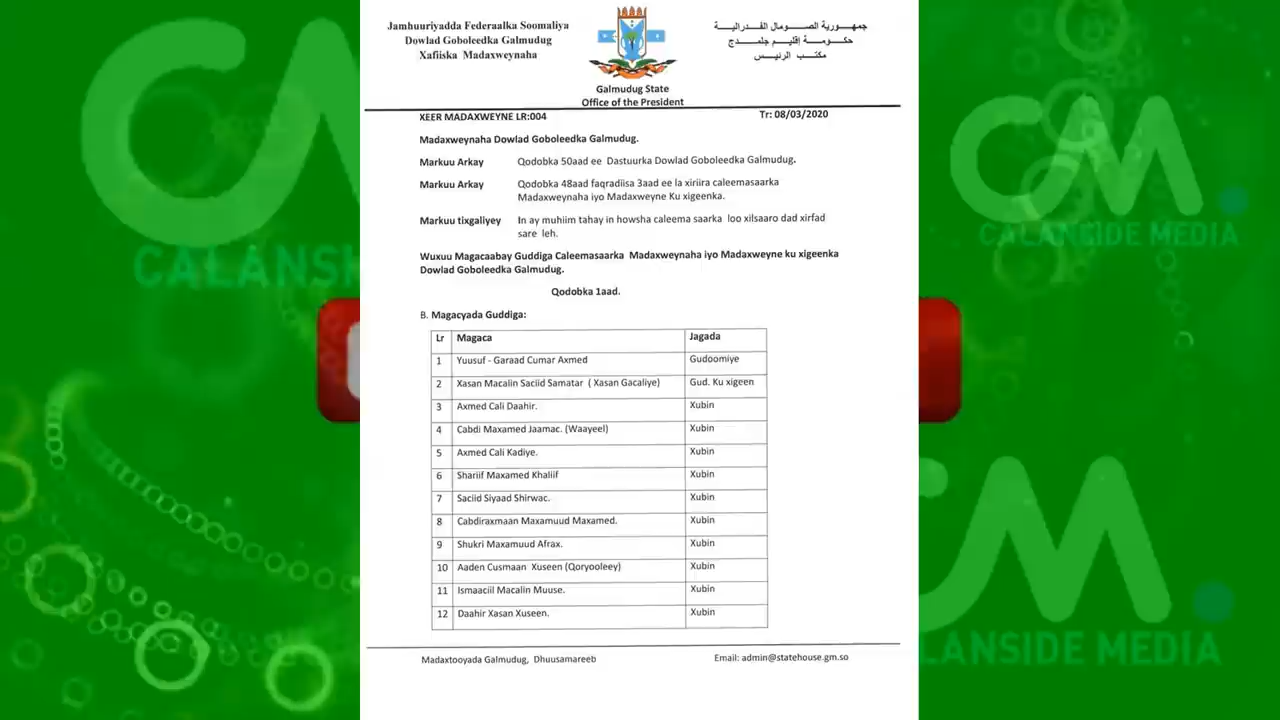 Jamhuuriyadda Federaalka Soomaliya
Dowlad Goboleedka Galmudug
Xafiiska Madaxweynaha
جمهورية الصومال الفدرالية
حكومة إقليم جلمدج
مكتب الرئيس
Galmudug State
Office of the President
XEER MADAXWEYNE LR:004
Tr: 08/03/2020
Madaxweynaha Dowlad Goboleedka Galmudug.
Markuu Arkay Qodobka 50aad ee Dastuurka Dowlad Goboleedka Galmudug.
Markuu Arkay Qodobka 48aad faqradiisa 3aad ee la xiriira caleemasaarka
Madaxweynaha iyo Madaxweyne Ku xigeenka.
Markuu tixgaliyey In ay muhiim tahay in howsha caleema saarka loo xilsaaro dad xirfad
sare leh.
Wuxuu Magacaabay Guddiga Caleemasaarka Madaxweynaha iyo Madaxweyne ku xigeenka
Dowlad Goboleedka Galmudug.
Qodobka 1aad.
B. Magacyada Guddiga:
Lr Magaca Jagada
1 Yuusuf - Garaad Cumar Axmed Gudoomiye
2 Xasan Macalin Saciid Samatar ( Xasan Gacaliye) Gud. Ku xigeen
3 Axmed Cali Daahir. Xubin
4 Cabdi Maxamed Jaamac. (Waayeel) Xubin
5 Axmed Cali Kadiye. Xubin
6 Shariif Maxamed Khaliif Xubin
7 Saciid Siyaad Shirwac. Xubin
8 Cabdiraxmaan Maxamuud Maxamed. Xubin
9 Shukri Maxamuud Afrax. Xubin
10 Aaden Cusmaan Xuseen (Qoryooleey) Xubin
11 Ismaaciil Macalin Muuse. Xubin
12 Daahir Xasan Xuseen. Xubin
Madaxtooyada Galmudug, Dhuusamareeb
Email: admin@statehouse.gm.so
CM
CALANSI
CM
CALANSIDE MEDIA
CM
LANSIDE MEDIA